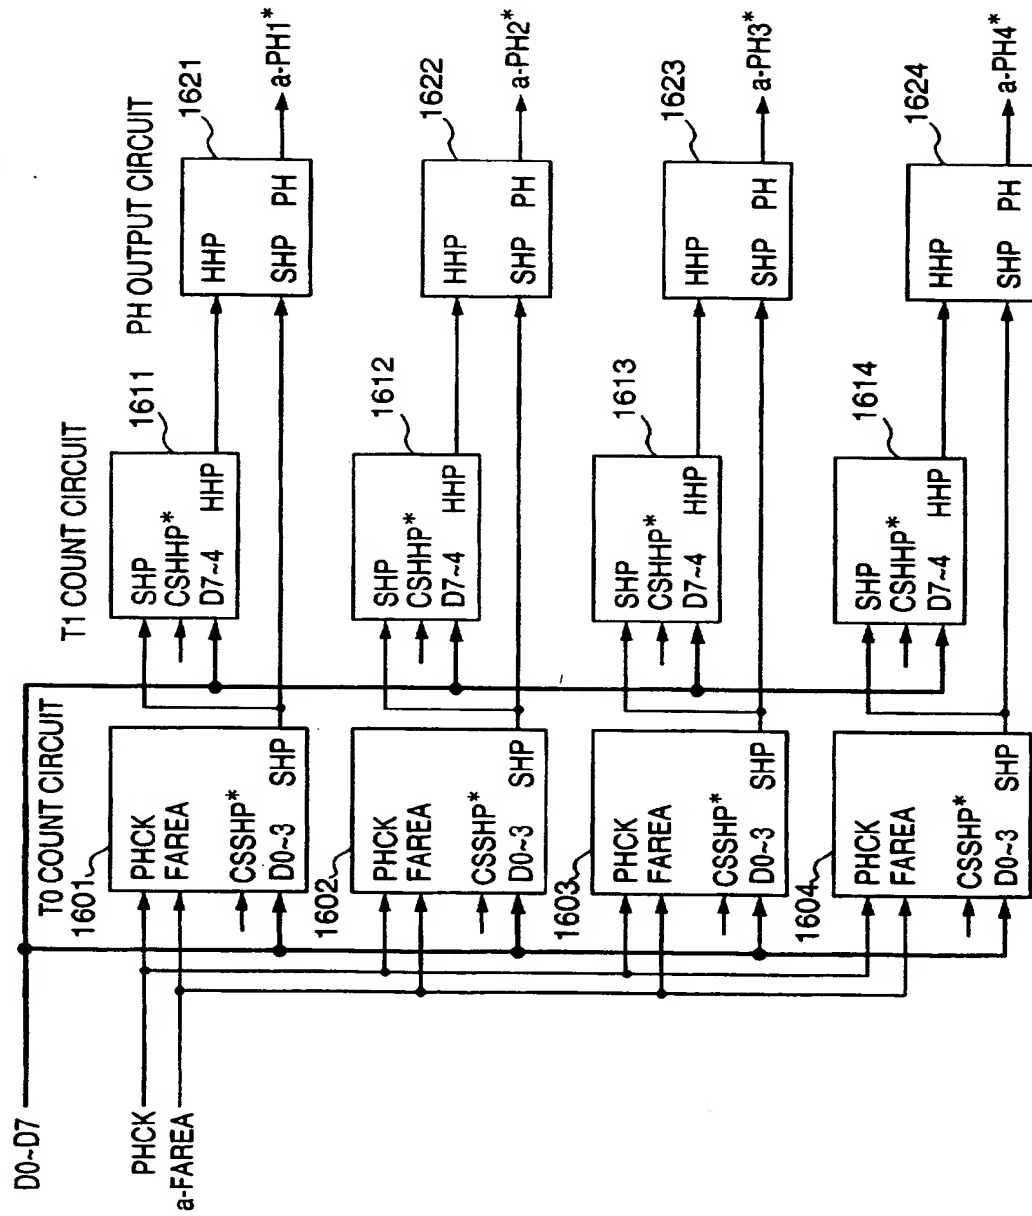 D0~D7
PHCK
a-FAREA
T0 COUNT CIRCUIT
T1 COUNT CIRCUIT
PH OUTPUT CIRCUIT
1601
PHCK
FAREA
CSSHP*
D0~3 SHP
1611
SHP
CSHHP*
D7~4 HHP
1621
HHP
SHP PH
a-PH1*
1602
PHCK
FAREA
CSSHP*
D0~3 SHP
1612
SHP
CSHHP*
D7~4 HHP
1622
HHP
SHP PH
a-PH2*
1603
PHCK
FAREA
CSSHP*
D0~3 SHP
1613
SHP
CSHHP*
D7~4 HHP
1623
HHP
SHP PH
a-PH3*
1604
PHCK
FAREA
CSSHP*
D0~3 SHP
1614
SHP
CSHHP*
D7~4 HHP
1624
HHP
SHP PH
a-PH4*